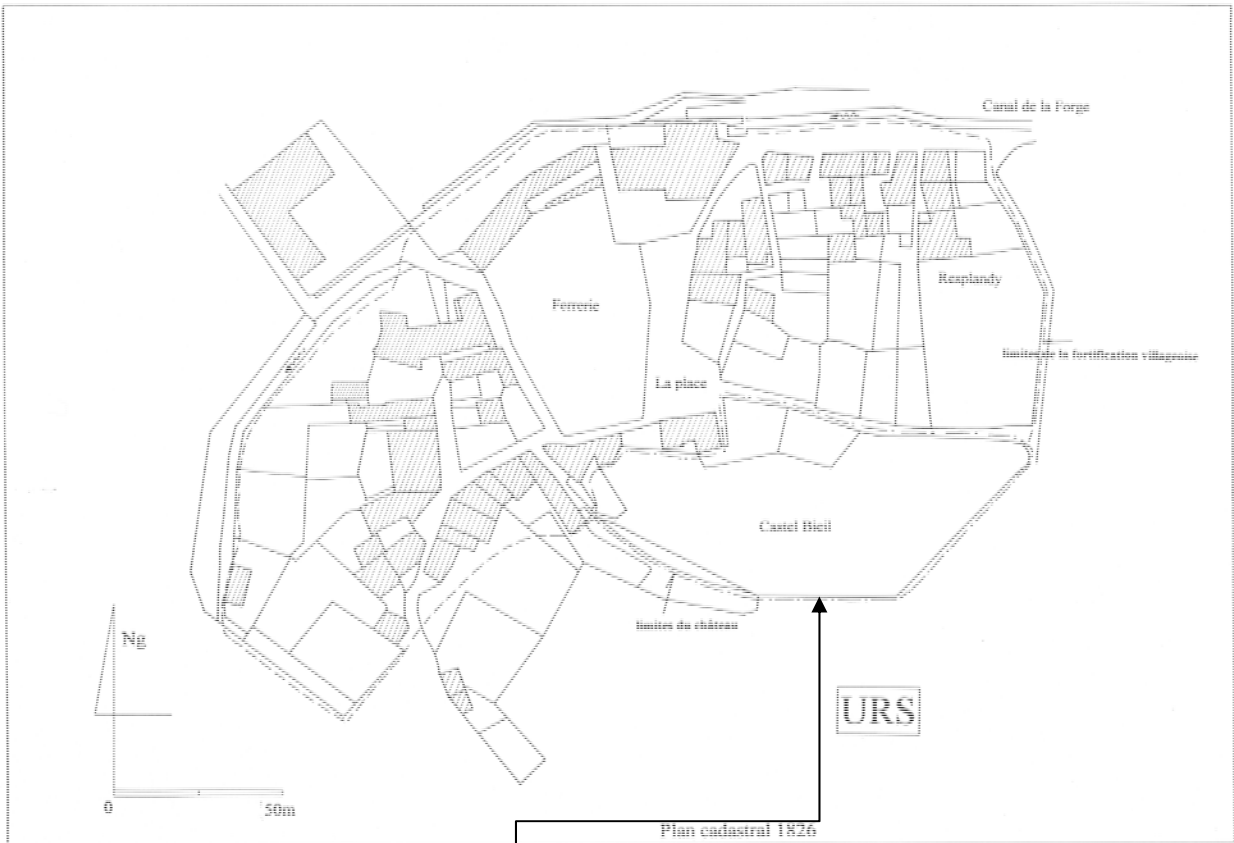 Canal de la Forge
Resplandy
Ferrerie
limites de la fortification villageoise
La place
Castel Bieil
limites du château
Ng
URS
0
50m
Plan cadastral 1826